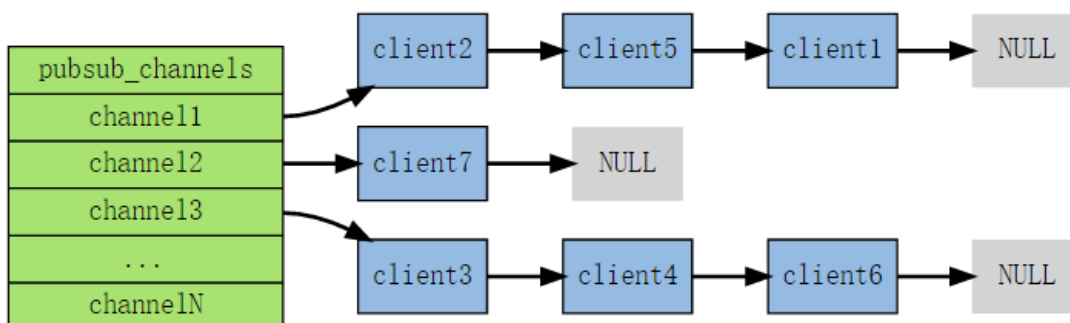 pubsub_channels
channel1
channel2
channel3
...
channelN
client2
client5
client1
NULL
client7
NULL
client3
client4
client6
NULL